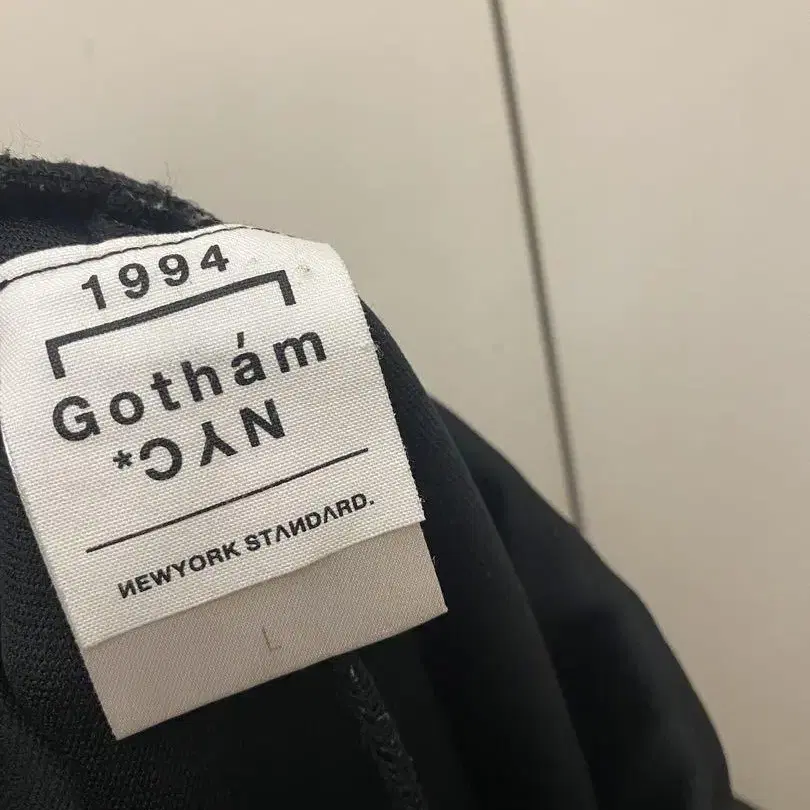 1994
Gothám
*NYC
NEWYORK STANDARD.
L